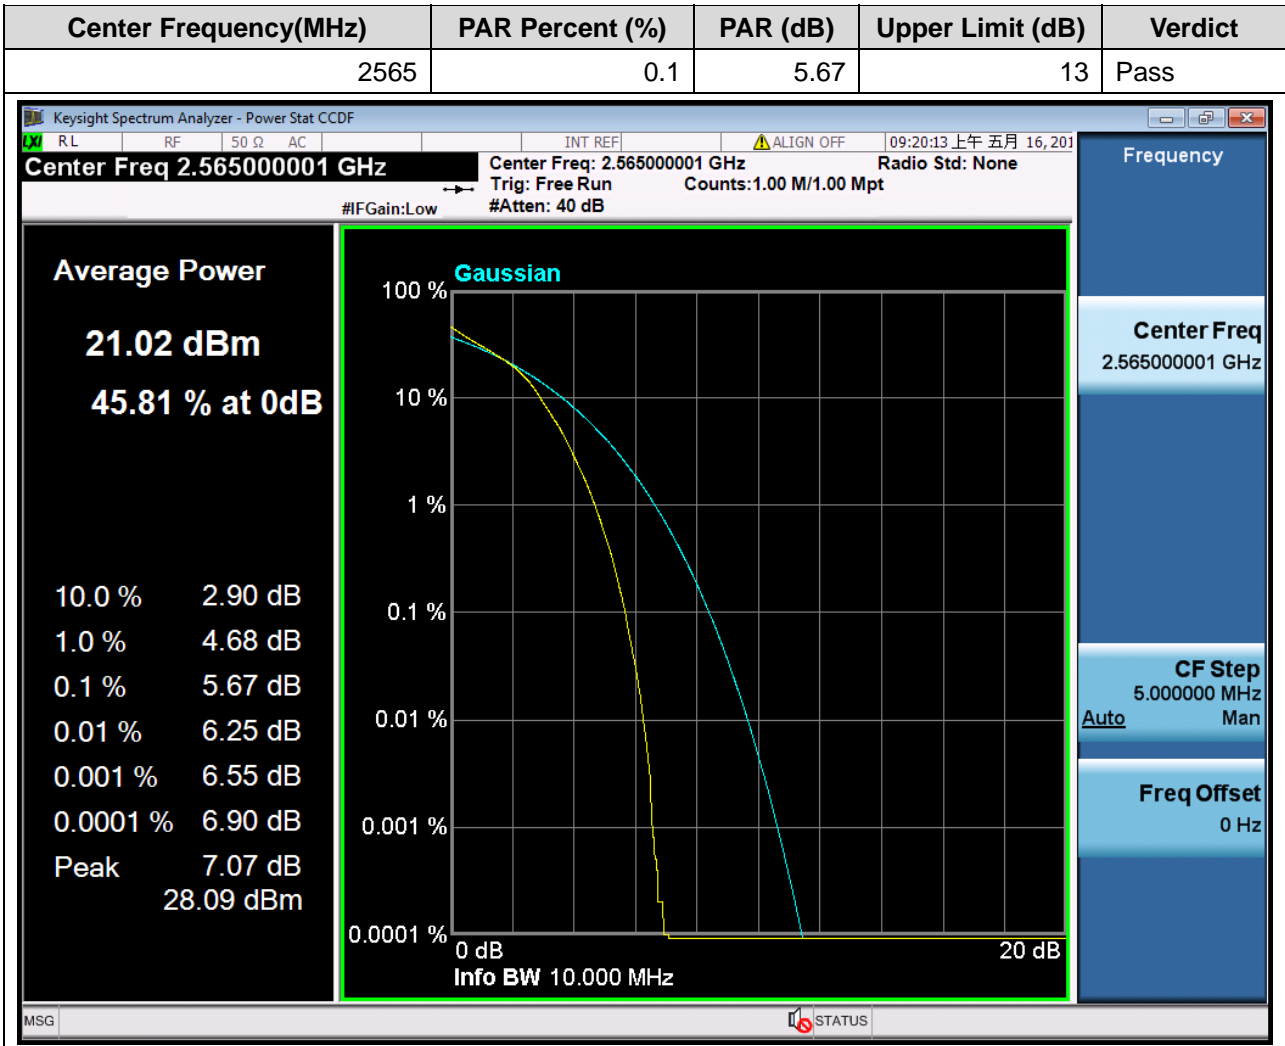 Center Frequency(MHz) PAR Percent (%) PAR (dB) Upper Limit (dB) Verdict
2565 0.1 5.67 13 Pass
Keysight Spectrum Analyzer - Power Stat CCDF
LXI RL RF 50 Ω AC INT REF ALIGN OFF 09:20:13 上午 五月 16, 201
Center Freq 2.565000001 GHz
Center Freq: 2.565000001 GHz Radio Std: None
Trig: Free Run Counts:1.00 M/1.00 Mpt
#IFGain:Low #Atten: 40 dB
Average Power
21.02 dBm
45.81 % at 0dB
10.0 % 2.90 dB
1.0 % 4.68 dB
0.1 % 5.67 dB
0.01 % 6.25 dB
0.001 % 6.55 dB
0.0001 % 6.90 dB
Peak 7.07 dB
28.09 dBm
Gaussian
100 %
10 %
1 %
0.1 %
0.01 %
0.001 %
0.0001 %
0 dB 20 dB
Info BW 10.000 MHz
Frequency
Center Freq
2.565000001 GHz
CF Step
5.000000 MHz
Auto Man
Freq Offset
0 Hz
MSG STATUS